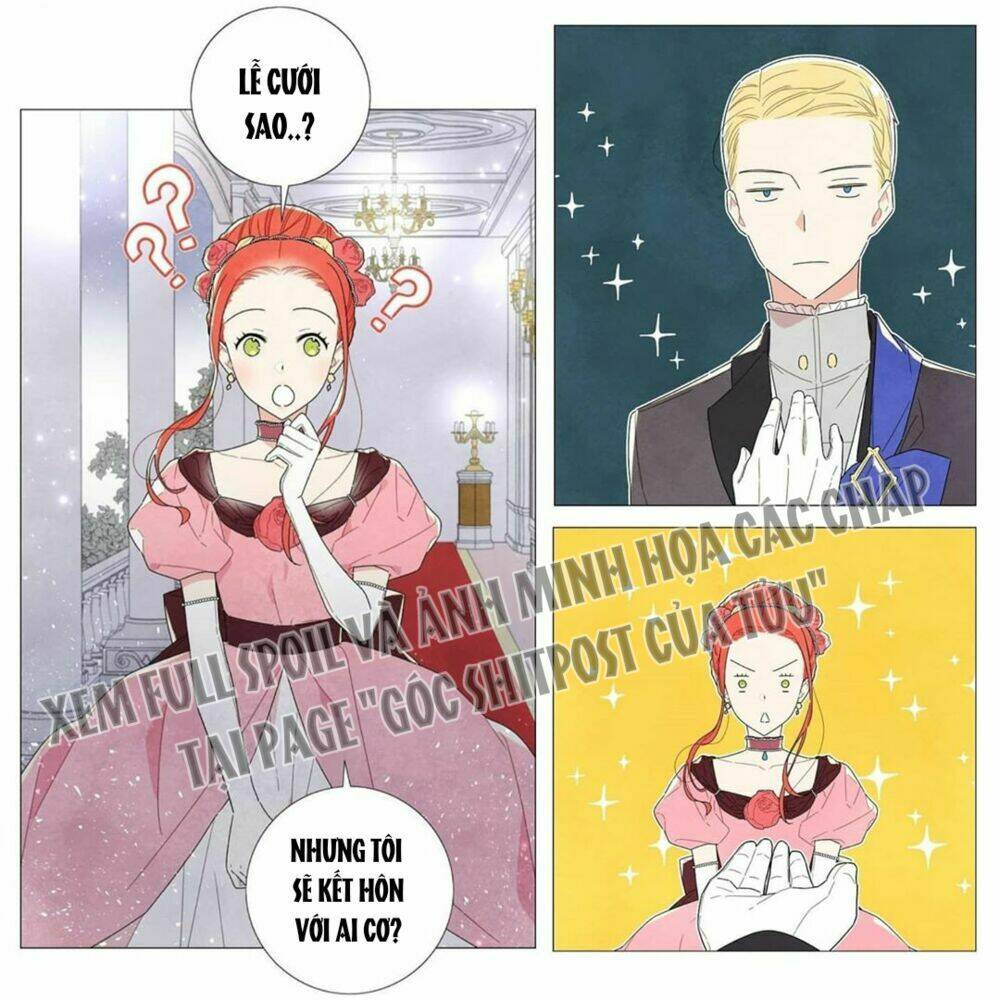 LỄ CƯỚI
SAO..?
???
XEM FULL SPOIL VÀ ẢNH MINH HỌA CÁC CHAP
TẠI PAGE "GÓC SHITPOST CỦA TỬU"
NHƯNG TÔI
SẼ KẾT HÔN
VỚI AI CƠ?